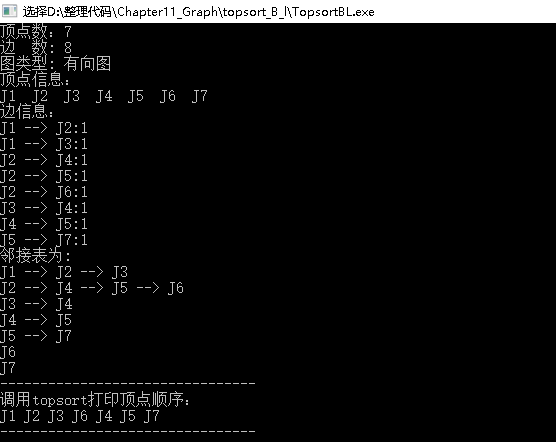 选择D:\整理代码\Chapter11_Graph\topsort_B_l\TopsortBL.exe
顶点数：7
边  数: 8
图类型: 有向图
顶点信息：
J1  J2  J3  J4  J5  J6  J7
边信息：
J1 --> J2:1
J1 --> J3:1
J2 --> J4:1
J2 --> J5:1
J2 --> J6:1
J3 --> J4:1
J4 --> J5:1
J5 --> J7:1
邻接表为：
J1 --> J2 --> J3
J2 --> J4 --> J5 --> J6
J3 --> J4
J4 --> J5
J5 --> J7
J6
J7
--------------------------------
调用topsort打印顶点顺序：
J1 J2 J3 J6 J4 J5 J7
--------------------------------